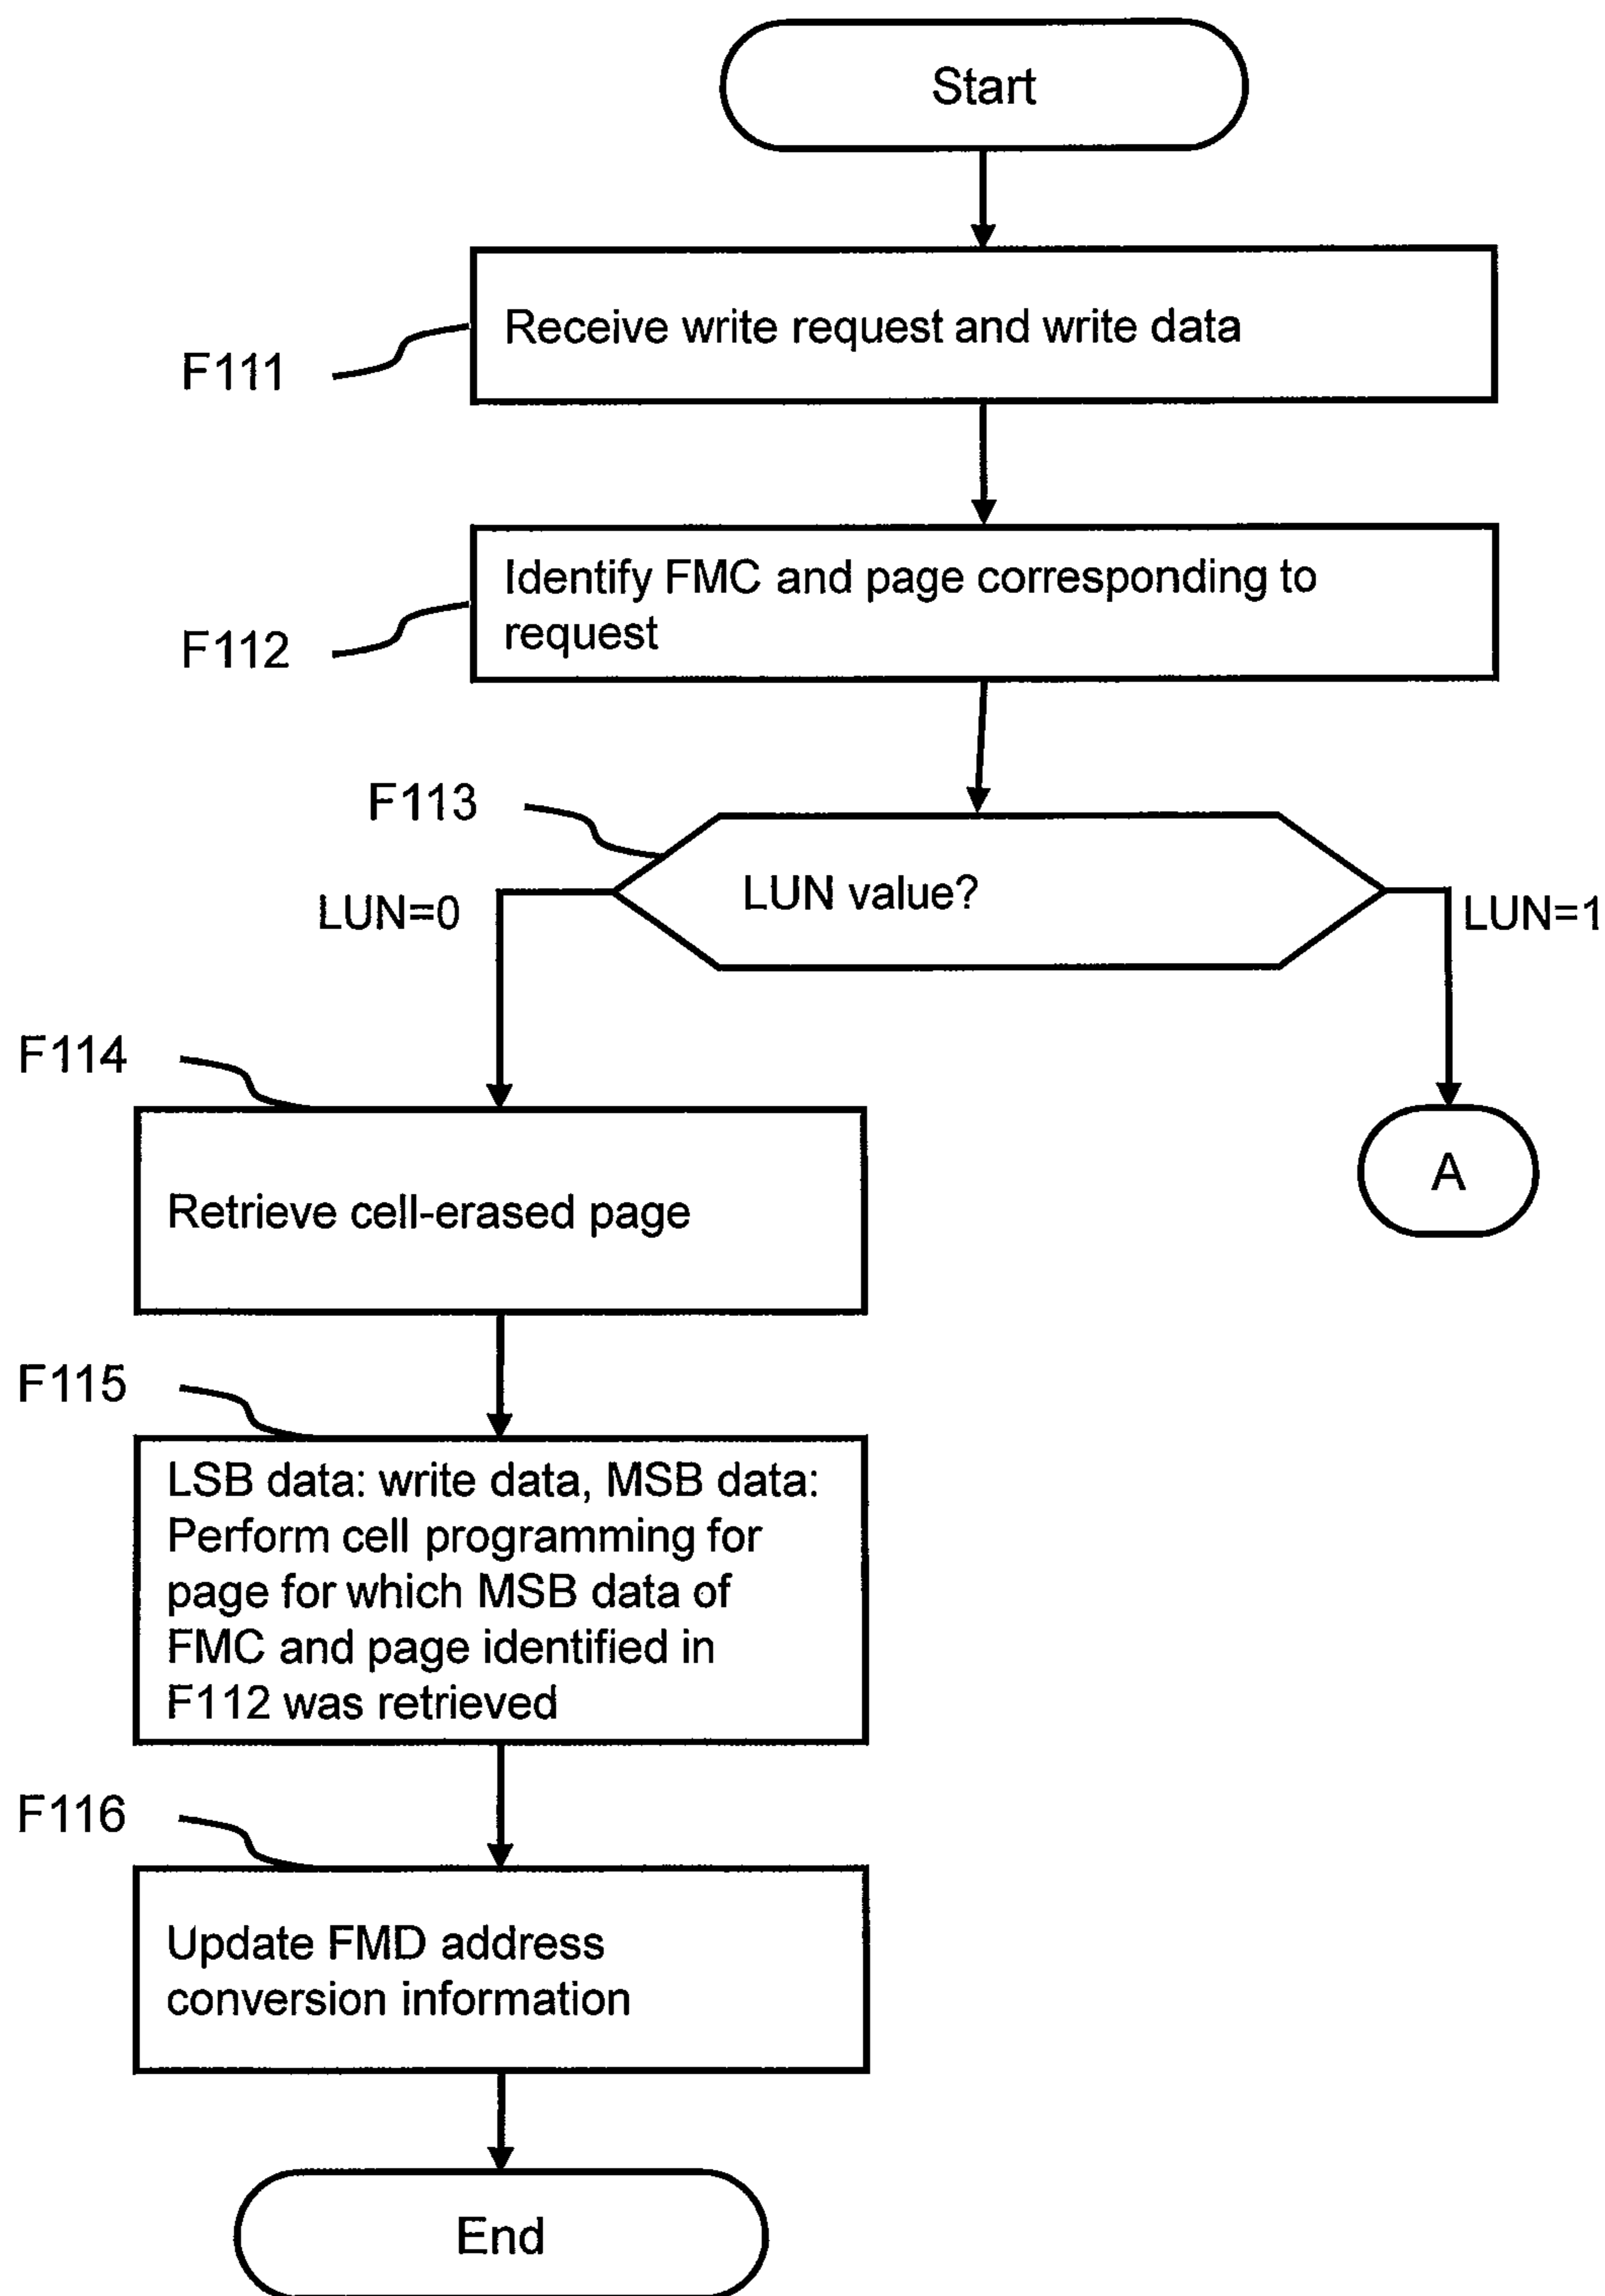 Start
Receive write request and write data
F111
Identify FMC and page corresponding to
request
F112
F113
LUN value?
LUN=0
LUN=1
F114
Retrieve cell-erased page
A
F115
LSB data: write data, MSB data:
Perform cell programming for
page for which MSB data of
FMC and page identified in
F112 was retrieved
F116
Update FMD address
conversion information
End